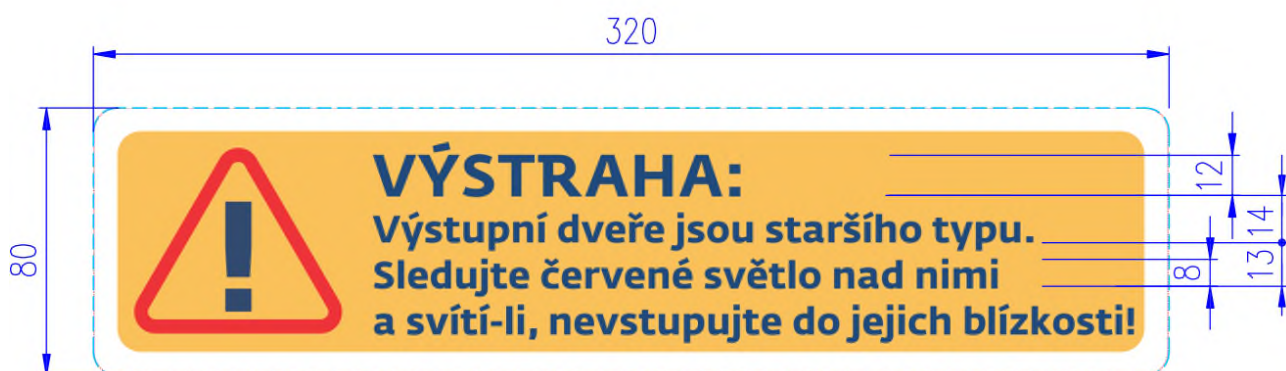 320
80
VÝSTRAHA:
Výstupní dveře jsou staršího typu.
Sledujte červené světlo nad nimi
a svítí-li, nevstupujte do jejich blízkosti!
12
14
8
13